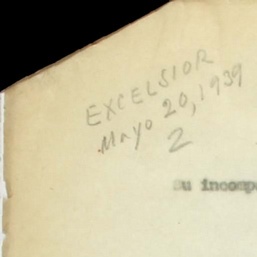 EXCELSIOR
Mayo 20, 1939
2
Su incomp